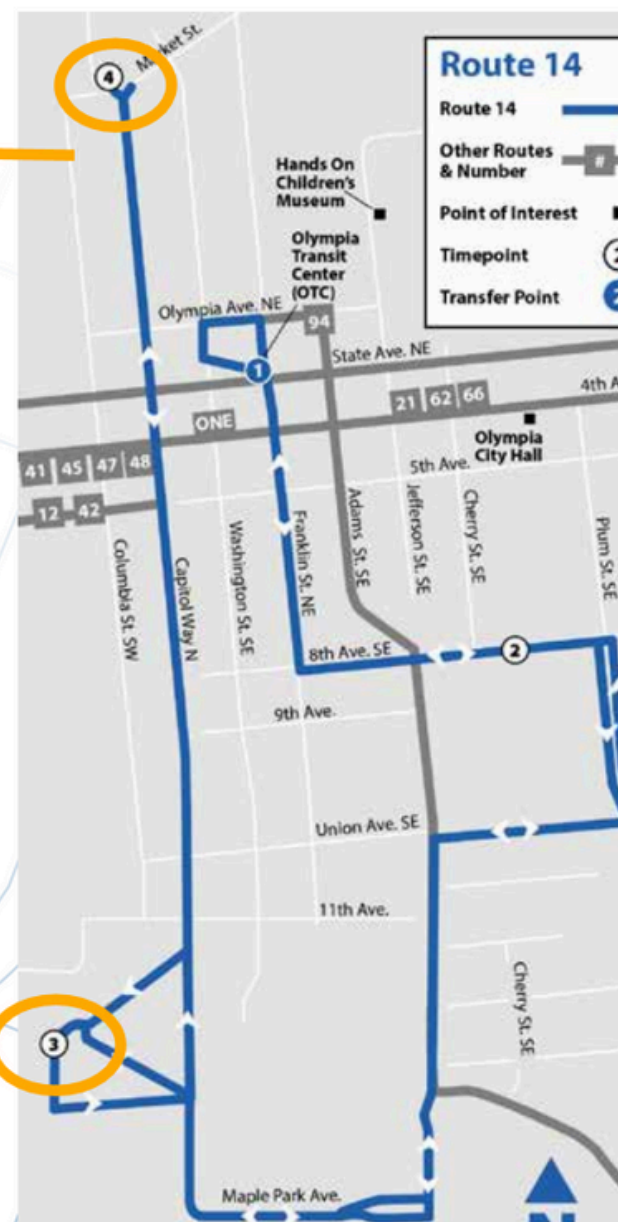 4
Market St.
Route 14
Route 14
Other Routes
& Number
#
Point of Interest
Timepoint
Transfer Point
Hands On
Children's
Museum
Olympia
Transit
Center
(OTC)
Olympia Ave. NE
94
1
State Ave. NE
4th A
21
62
66
ONE
Olympia
City Hall
41
45
47
48
5th Ave.
12
42
Columbia St. SW
Capitol Way N
Washington St. SE
Franklin St. NE
Adams St. SE
Jefferson St. SE
Cherry St. SE
Plum St. SE
8th Ave. SE
2
9th Ave.
Union Ave. SE
11th Ave.
Cherry St. SE
3
Maple Park Ave.